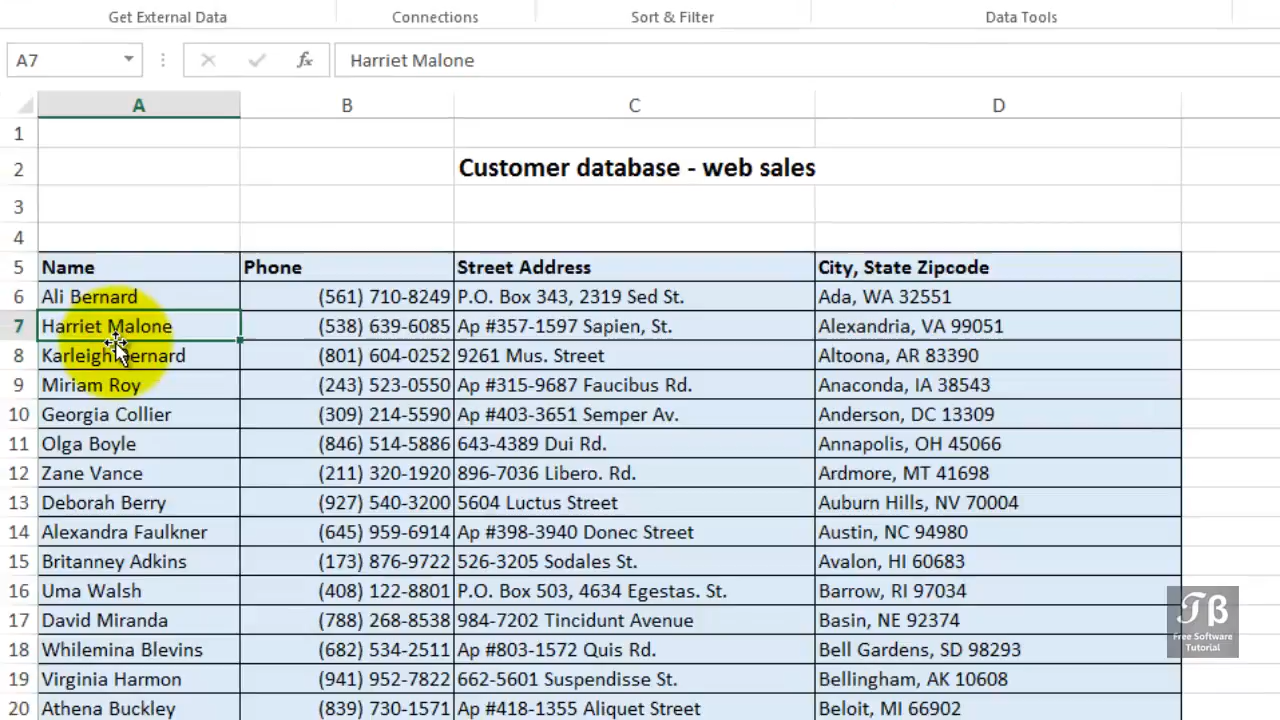 Get External Data Connections Sort & Filter Data Tools
A7 fx Harriet Malone
A B C D
1
2 Customer database - web sales
3
4
5 Name Phone Street Address City, State Zipcode
6 Ali Bernard (561) 710-8249 P.O. Box 343, 2319 Sed St. Ada, WA 32551
7 Harriet Malone (538) 639-6085 Ap #357-1597 Sapien, St. Alexandria, VA 99051
8 Karleigh Bernard (801) 604-0252 9261 Mus. Street Altoona, AR 83390
9 Miriam Roy (243) 523-0550 Ap #315-9687 Faucibus Rd. Anaconda, IA 38543
10 Georgia Collier (309) 214-5590 Ap #403-3651 Semper Av. Anderson, DC 13309
11 Olga Boyle (846) 514-5886 643-4389 Dui Rd. Annapolis, OH 45066
12 Zane Vance (211) 320-1920 896-7036 Libero. Rd. Ardmore, MT 41698
13 Deborah Berry (927) 540-3200 5604 Luctus Street Auburn Hills, NV 70004
14 Alexandra Faulkner (645) 959-6914 Ap #398-3940 Donec Street Austin, NC 94980
15 Britanney Adkins (173) 876-9722 526-3205 Sodales St. Avalon, HI 60683
16 Uma Walsh (408) 122-8801 P.O. Box 503, 4634 Egestas. St. Barrow, RI 97034
17 David Miranda (788) 268-8538 984-7202 Tincidunt Avenue Basin, NE 92374
18 Whilemina Blevins (682) 534-2511 Ap #803-1572 Quis Rd. Bell Gardens, SD 98293
19 Virginia Harmon (941) 952-7822 662-5601 Suspendisse St. Bellingham, AK 10608
20 Athena Buckley (839) 730-1571 Ap #418-1355 Aliquet Street Beloit, MI 66902
TB
Free Software
Tutorial